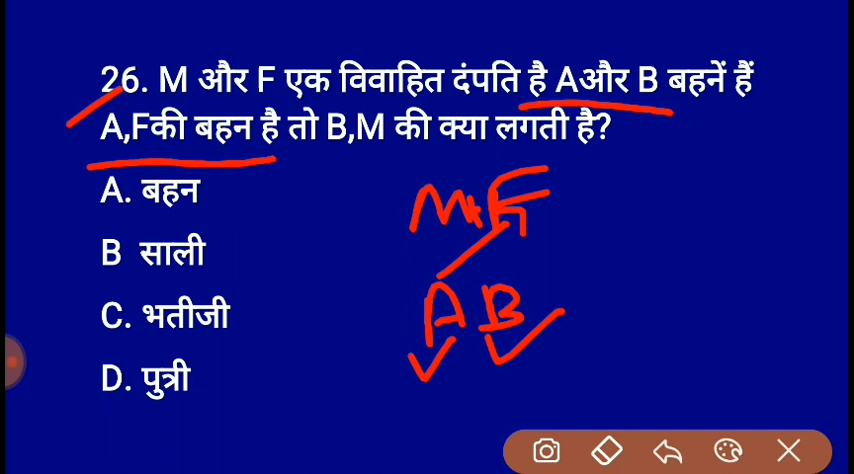 26. M और F एक विवाहित दंपति है Aऔर B बहनें हैं
A,Fकी बहन है तो B,M की क्या लगती है?
A. बहन
B साली
C. भतीजी
D. पुत्री
M+F
A B